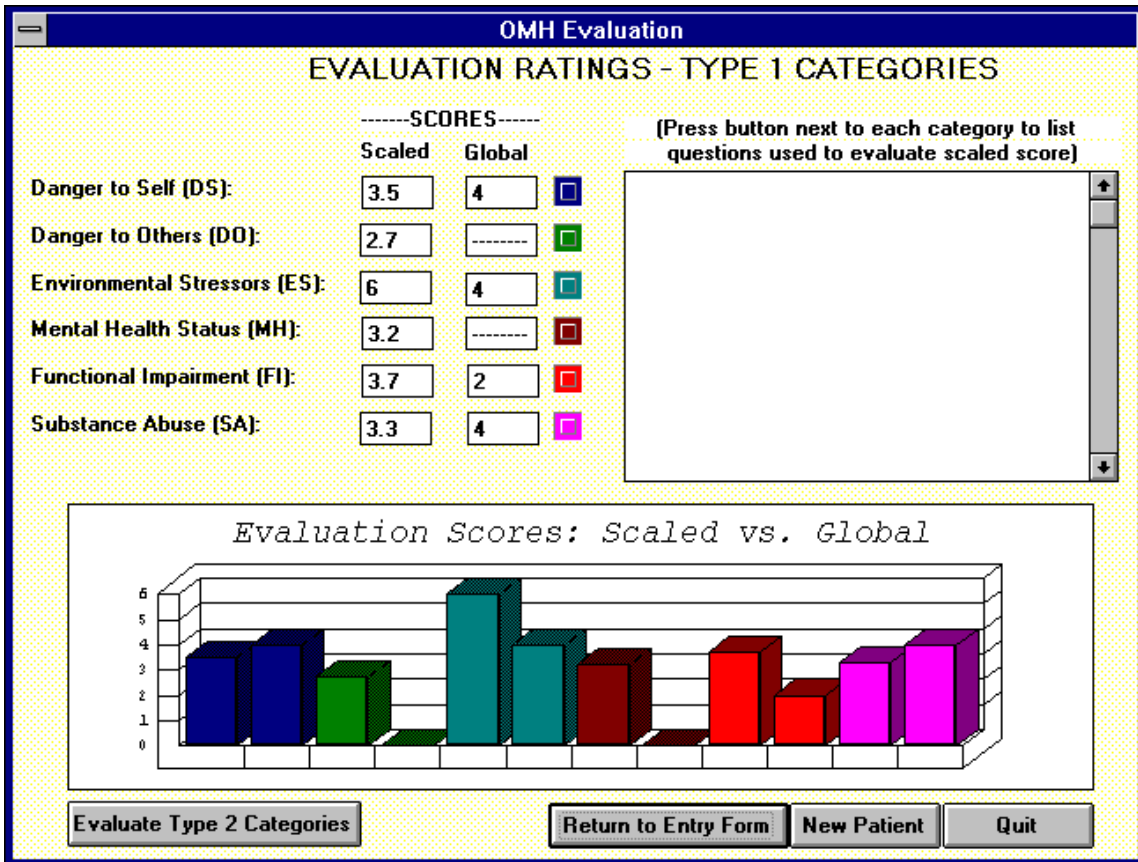 OMH Evaluation
EVALUATION RATINGS - TYPE 1 CATEGORIES
------SCORES------
Scaled Global
(Press button next to each category to list
questions used to evaluate scaled score)
Danger to Self (DS): 3.5 4
Danger to Others (DO): 2.7 --------
Environmental Stressors (ES): 6 4
Mental Health Status (MH): 3.2 --------
Functional Impairment (FI): 3.7 2
Substance Abuse (SA): 3.3 4
Evaluation Scores: Scaled vs. Global
6
5
4
3
2
1
0
Evaluate Type 2 Categories
Return to Entry Form
New Patient
Quit